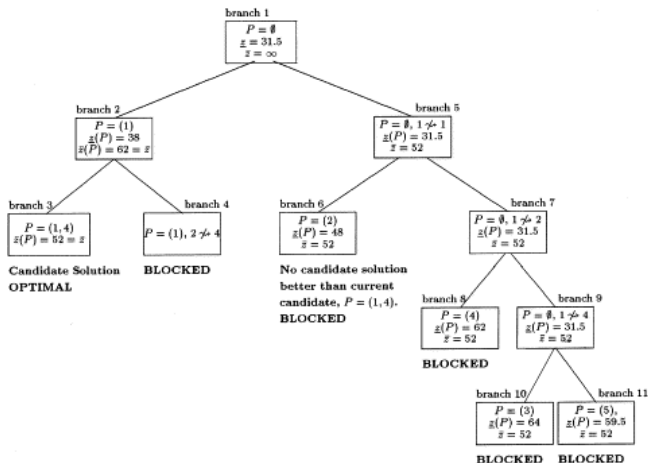 branch 1
P = ∅
z̲ = 31.5
z̄ = ∞
branch 2
P = (1)
z̲(P) = 38
z̄(P) = 62 = z̄
branch 5
P = ∅, 1 ↛ 1
z̲(P) = 31.5
z̄ = 52
branch 3
P = (1, 4)
z̄(P) = 52 = z̄
Candidate Solution
OPTIMAL
branch 4
P = (1), 2 ↛ 4
BLOCKED
branch 6
P = (2)
z̲(P) = 48
z̄ = 52
No candidate solution
better than current
candidate, P = (1, 4).
BLOCKED
branch 7
P = ∅, 1 ↛ 2
z̲(P) = 31.5
z̄ = 52
branch 8
P = (4)
z̲(P) = 62
z̄ = 52
BLOCKED
branch 9
P = ∅, 1 ↛ 4
z̲(P) = 31.5
z̄ = 52
branch 10
P = (3)
z̲(P) = 64
z̄ = 52
BLOCKED
branch 11
P = (5),
z̲(P) = 59.5
z̄ = 52
BLOCKED